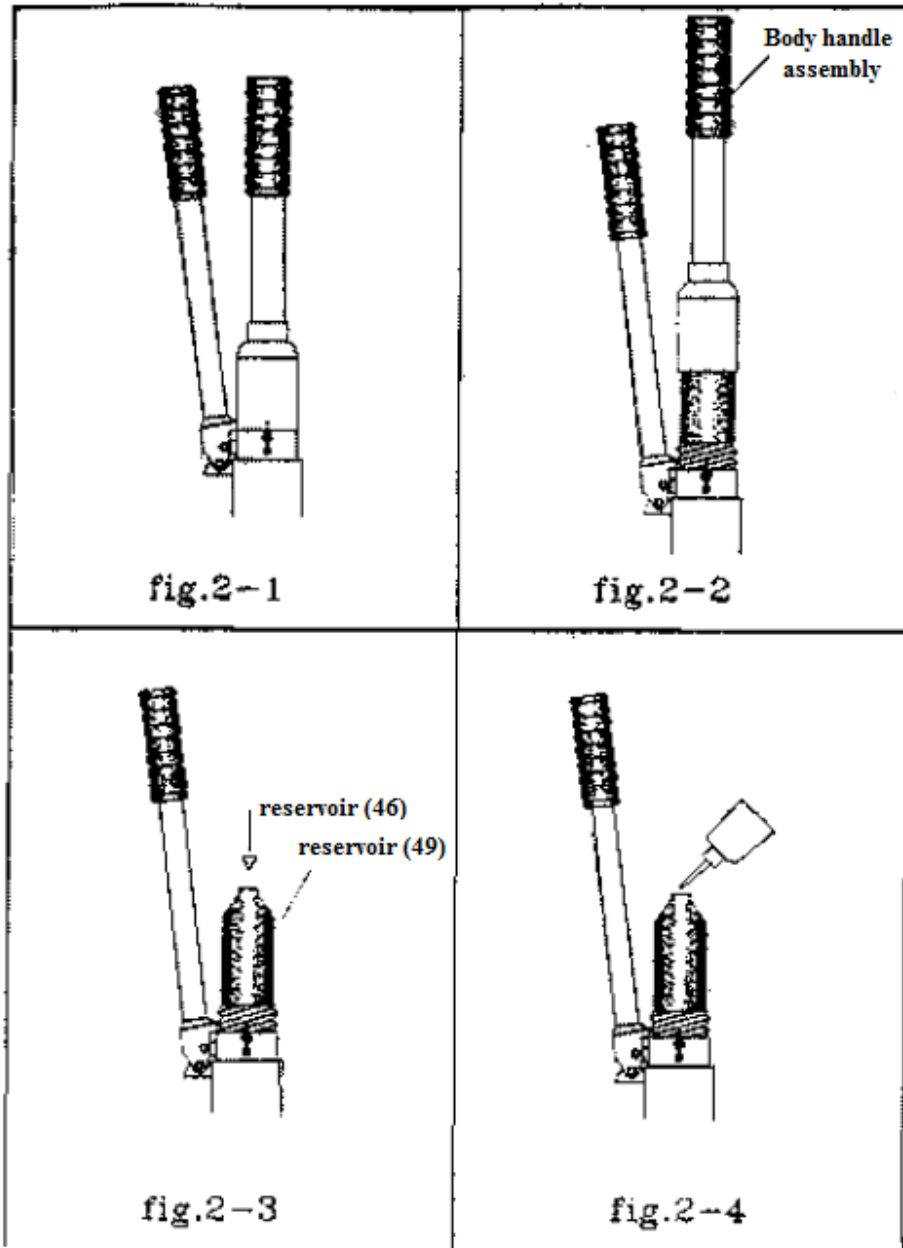 Body handle
assembly
fig.2-1
fig.2-2
reservoir (46)
reservoir (49)
fig.2-3
fig.2-4